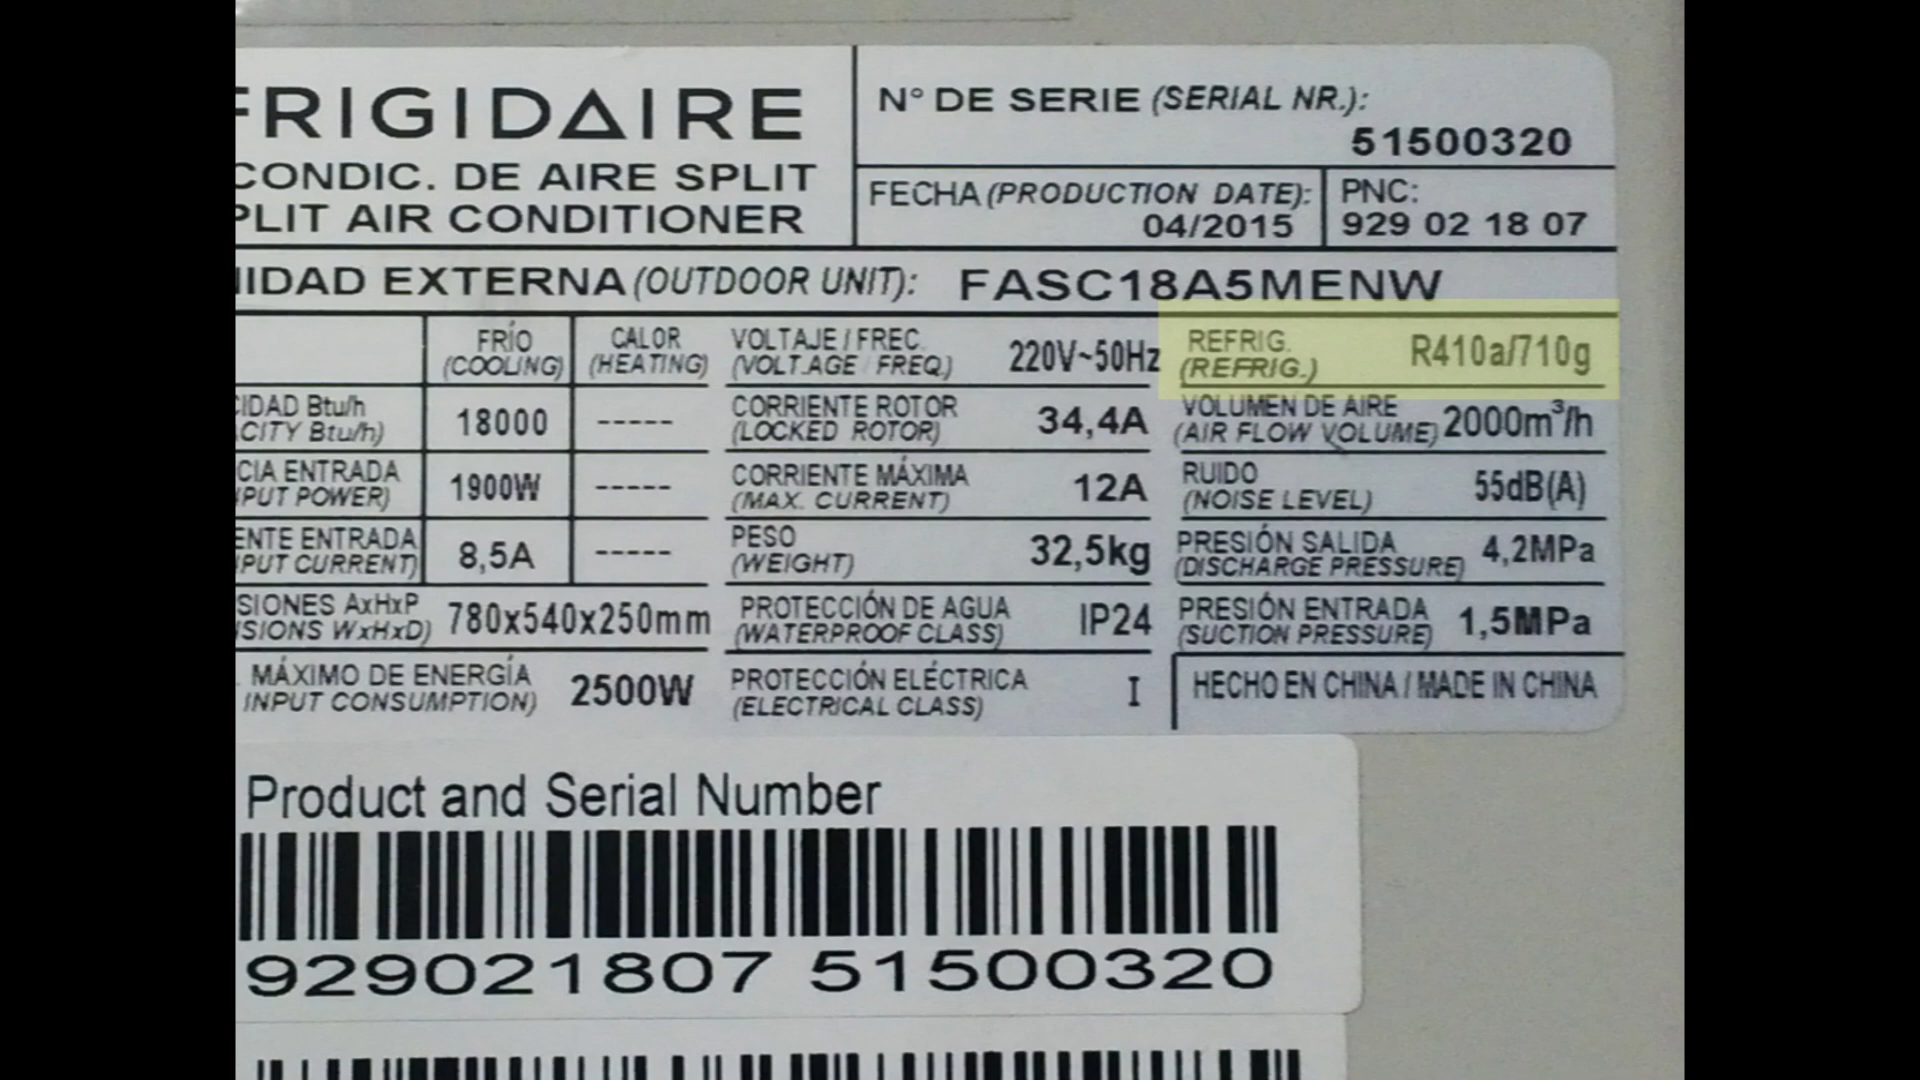 FRIGIDAIRE
CONDIC. DE AIRE SPLIT
PLIT AIR CONDITIONER
N° DE SERIE (SERIAL NR.):
51500320
FECHA (PRODUCTION DATE):
04/2015
PNC:
929 02 18 07
NIDAD EXTERNA (OUTDOOR UNIT): FASC18A5MENW
FRÍO
(COOLING)
CALOR
(HEATING)
CIDAD Btu/h
CITY Btu/h)
18000
-----
CIA ENTRADA
PUT POWER)
1900W
-----
ENTE ENTRADA
PUT CURRENT)
8,5A
-----
SIONES AxHxP
SIONS WxHxD)
780x540x250mm
MÁXIMO DE ENERGÍA
INPUT CONSUMPTION)
2500W
VOLTAJE / FREC.
(VOLTAGE / FREQ.)
220V~50Hz
CORRIENTE ROTOR
(LOCKED ROTOR)
34,4A
CORRIENTE MÁXIMA
(MAX. CURRENT)
12A
PESO
(WEIGHT)
32,5kg
PROTECCIÓN DE AGUA
(WATERPROOF CLASS)
IP24
PROTECCIÓN ELÉCTRICA
(ELECTRICAL CLASS)
I
REFRIG.
(REFRIG.)
R410a/710g
VOLUMEN DE AIRE
(AIR FLOW VOLUME)
2000m³/h
RUIDO
(NOISE LEVEL)
55dB(A)
PRESIÓN SALIDA
(DISCHARGE PRESSURE)
4,2MPa
PRESIÓN ENTRADA
(SUCTION PRESSURE)
1,5MPa
HECHO EN CHINA / MADE IN CHINA
Product and Serial Number
929021807 51500320